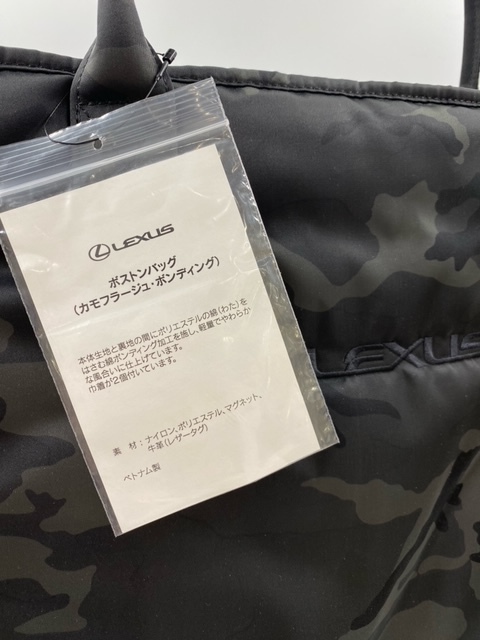 LEXUS
ボストンバッグ
(カモフラージュ・ボンディング)
本体生地と裏地の間にポリエステルの綿(わた)を
はさむ綿ボンディング加工を施し、軽量でやわらか
な風合いに仕上げています。
巾着が2個付いています。
素 材：ナイロン、ポリエステル、マグネット、
牛革(レザータグ)
ベトナム製
LEXUS